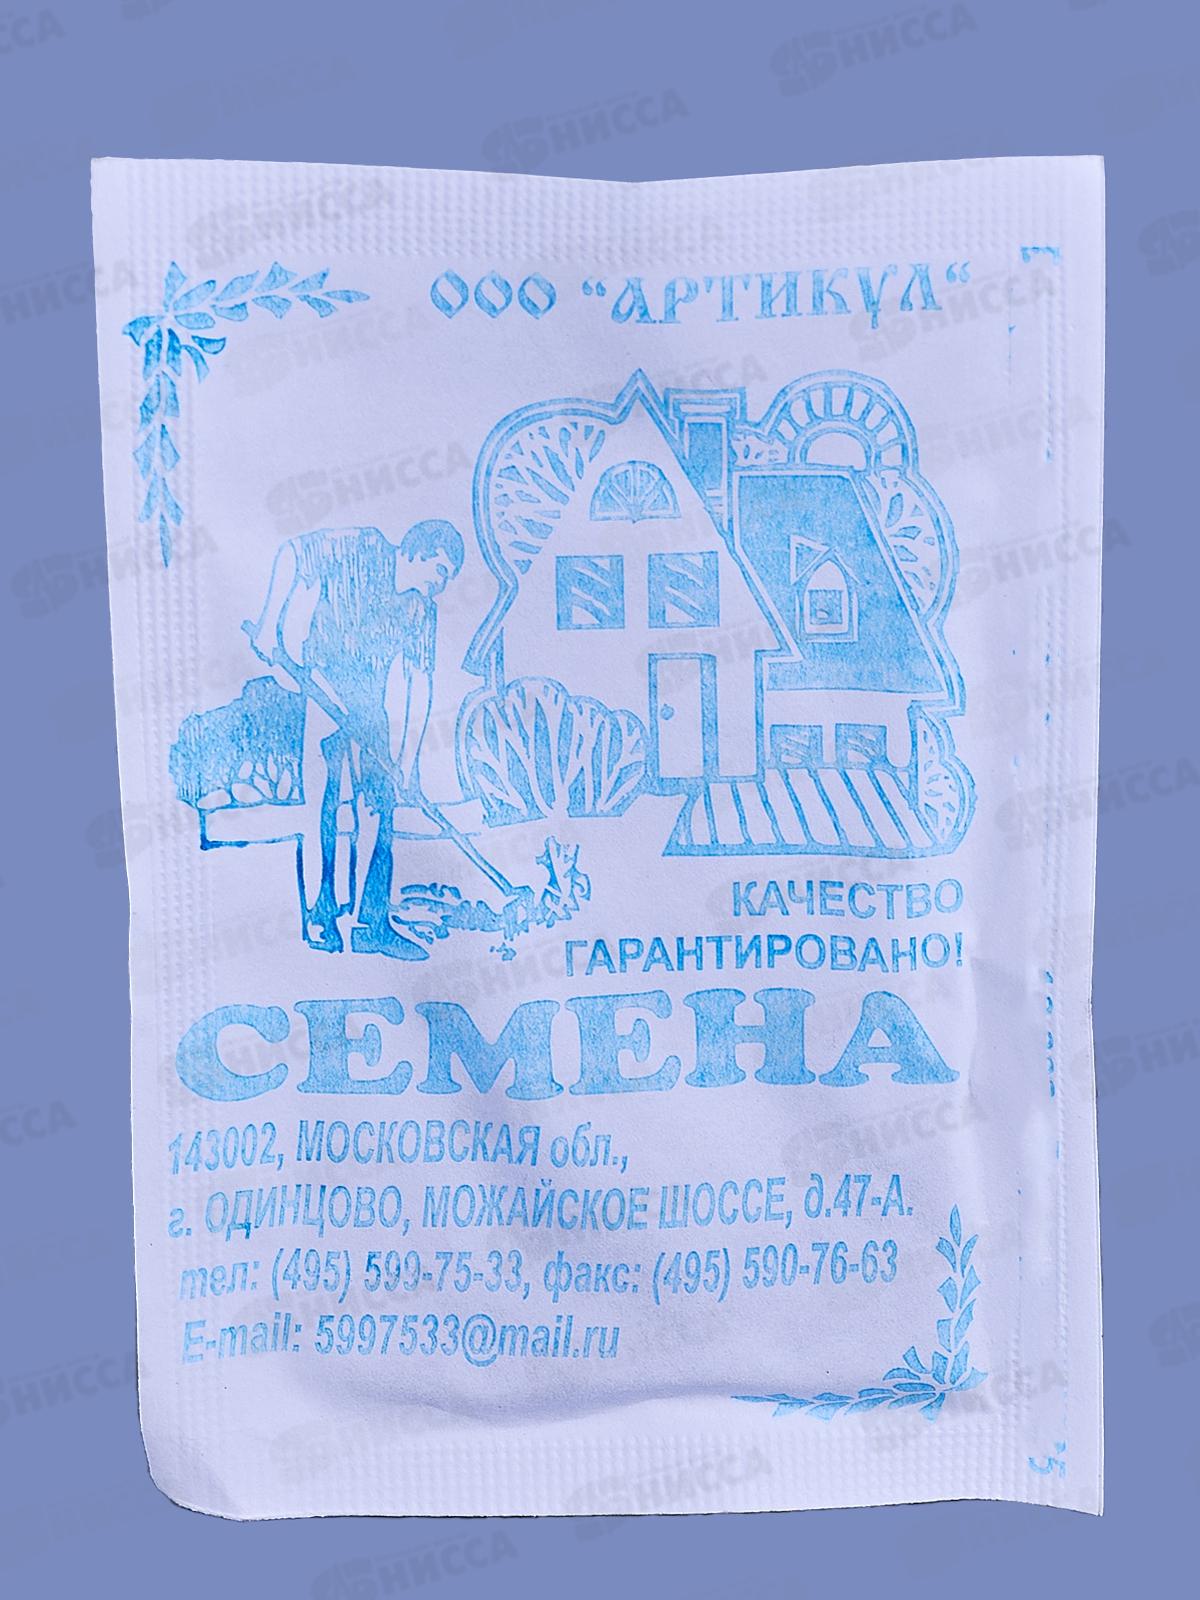 ООО "АРТИКУЛ"
КАЧЕСТВО
ГАРАНТИРОВАНО!
СЕМЕНА
143002, МОСКОВСКАЯ обл.,
г. ОДИНЦОВО, МОЖАЙСКОЕ ШОССЕ, д.47-А.
тел: (495) 599-75-33, факс: (495) 590-76-63
E-mail: 5997533@mail.ru